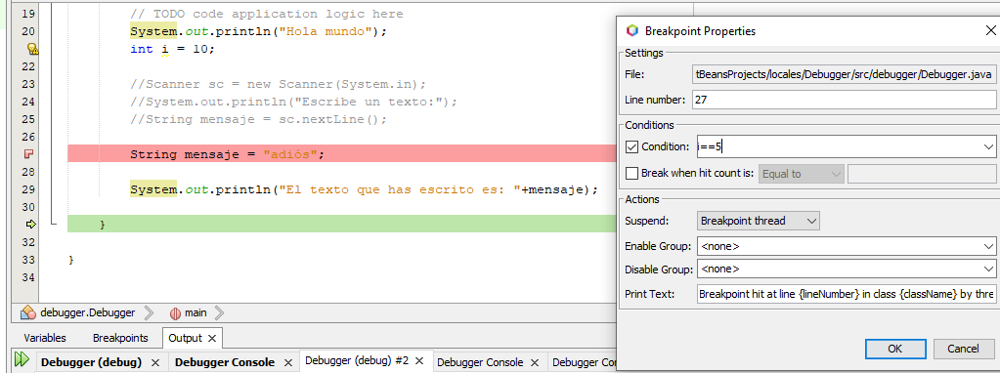 19 // TODO code application logic here
20 System.out.println("Hola mundo");
int i = 10;
22
23 //Scanner sc = new Scanner(System.in);
24 //System.out.println("Escribe un texto:");
25 //String mensaje = sc.nextLine();
26
String mensaje = "adiós";
28
29 System.out.println("El texto que has escrito es: "+mensaje);
30
}
32
33 }
34
debugger.Debugger main
Variables Breakpoints Output
Debugger (debug) Debugger Console Debugger (debug) #2 Debugger Console Debugger Co
Breakpoint Properties
Settings
File: tBeansProjects/locales/Debugger/src/debugger/Debugger.java
Line number: 27
Conditions
Condition: i==5
Break when hit count is: Equal to
Actions
Suspend: Breakpoint thread
Enable Group: <none>
Disable Group: <none>
Print Text: Breakpoint hit at line {lineNumber} in class {className} by thre
OK Cancel